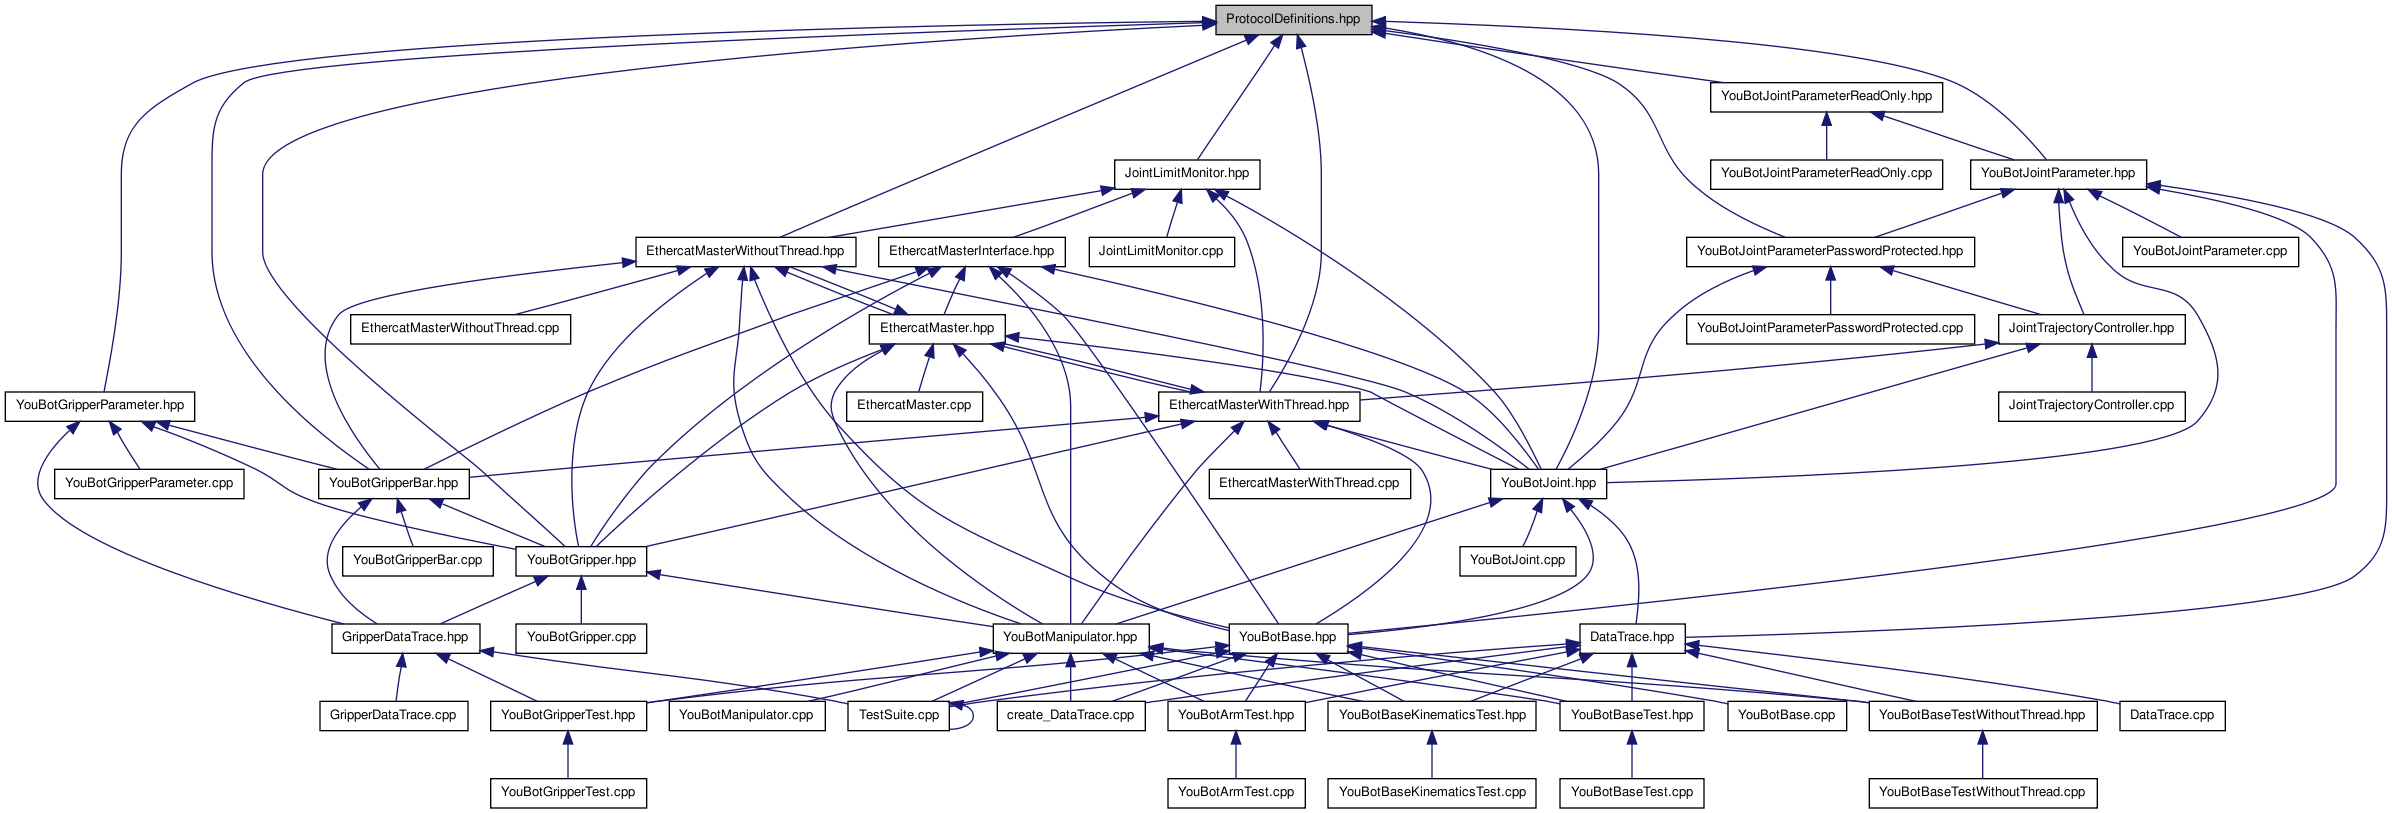 ProtocolDefinitions.hpp
YouBotJointParameterReadOnly.hpp
JointLimitMonitor.hpp
YouBotJointParameterReadOnly.cpp
YouBotJointParameter.hpp
EthercatMasterWithoutThread.hpp
EthercatMasterInterface.hpp
JointLimitMonitor.cpp
YouBotJointParameterPasswordProtected.hpp
YouBotJointParameter.cpp
EthercatMasterWithoutThread.cpp
EthercatMaster.hpp
YouBotJointParameterPasswordProtected.cpp
JointTrajectoryController.hpp
YouBotGripperParameter.hpp
EthercatMaster.cpp
EthercatMasterWithThread.hpp
JointTrajectoryController.cpp
YouBotGripperParameter.cpp
YouBotGripperBar.hpp
EthercatMasterWithThread.cpp
YouBotJoint.hpp
YouBotGripperBar.cpp
YouBotGripper.hpp
YouBotJoint.cpp
GripperDataTrace.hpp
YouBotGripper.cpp
YouBotManipulator.hpp
YouBotBase.hpp
DataTrace.hpp
GripperDataTrace.cpp
YouBotGripperTest.hpp
YouBotManipulator.cpp
TestSuite.cpp
create_DataTrace.cpp
YouBotArmTest.hpp
YouBotBaseKinematicsTest.hpp
YouBotBaseTest.hpp
YouBotBase.cpp
YouBotBaseTestWithoutThread.hpp
DataTrace.cpp
YouBotGripperTest.cpp
YouBotArmTest.cpp
YouBotBaseKinematicsTest.cpp
YouBotBaseTest.cpp
YouBotBaseTestWithoutThread.cpp